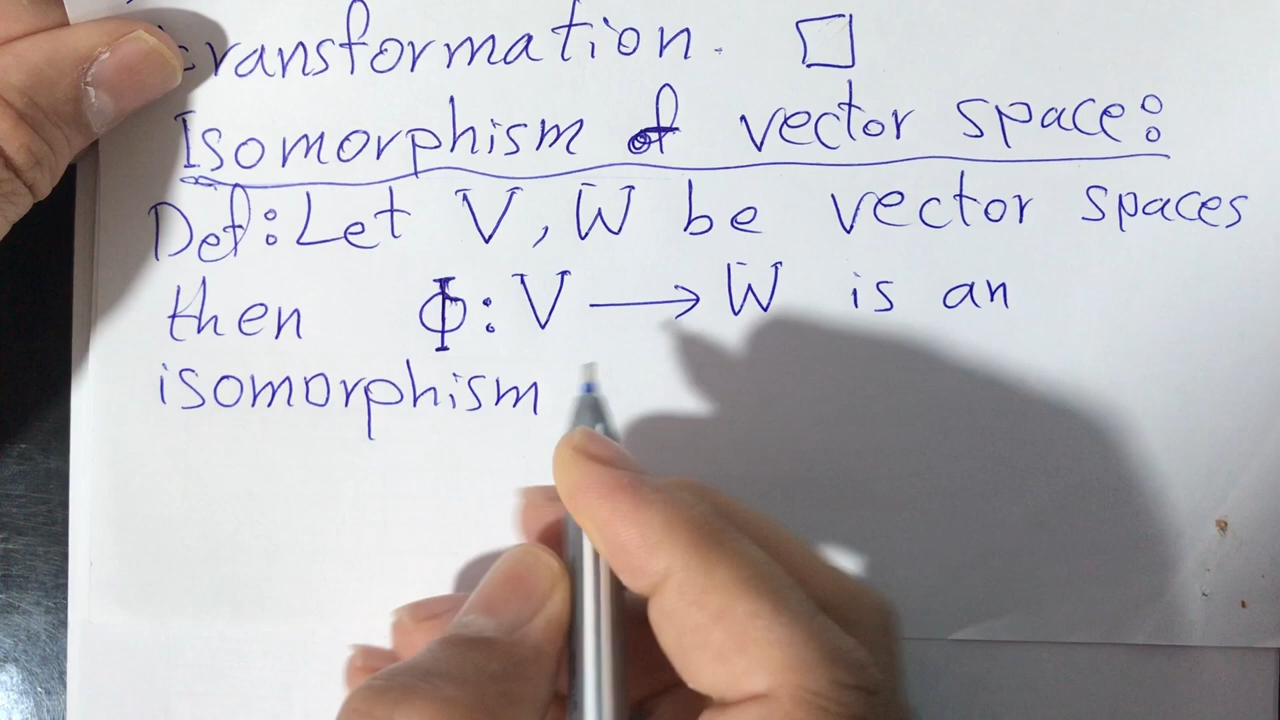 transformation. □
Isomorphism of vector space:
Def: Let V, W be vector spaces
then Φ: V → W is an
isomorphism